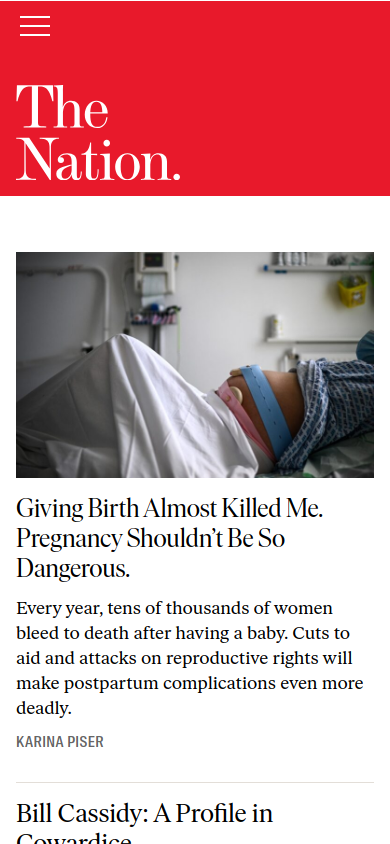 The
Nation.
Giving Birth Almost Killed Me.
Pregnancy Shouldn’t Be So
Dangerous.
Every year, tens of thousands of women
bleed to death after having a baby. Cuts to
aid and attacks on reproductive rights will
make postpartum complications even more
deadly.
KARINA PISER
Bill Cassidy: A Profile in
Cowardice